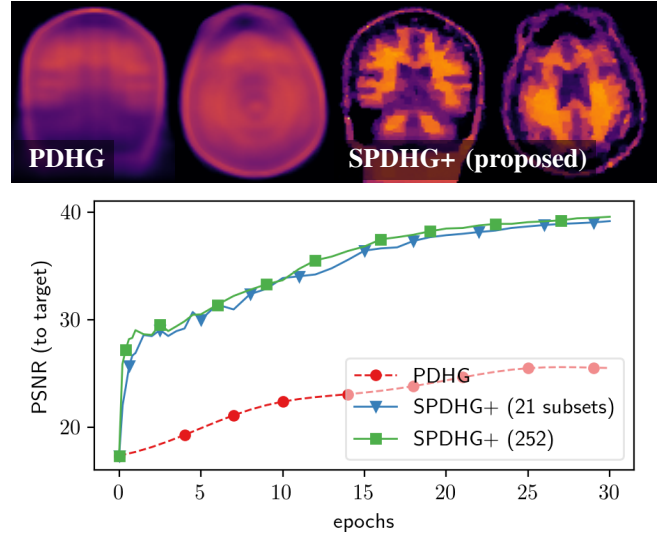 PDHG
SPDHG+ (proposed)
PSNR (to target)
40
30
20
PDHG
SPDHG+ (21 subsets)
SPDHG+ (252)
0 5 10 15 20 25 30
epochs